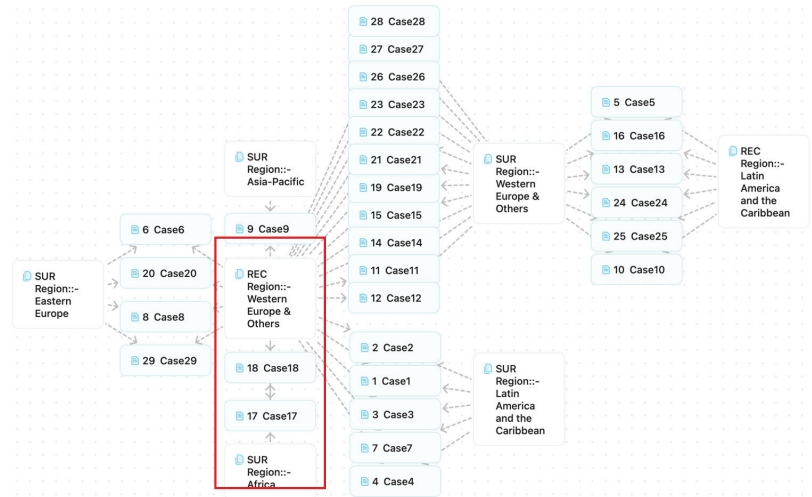 28 Case28
27 Case27
26 Case26
23 Case23
22 Case22
21 Case21
19 Case19
15 Case15
14 Case14
11 Case11
12 Case12
SUR
Region::-
Asia-Pacific
9 Case9
6 Case6
20 Case20
8 Case8
29 Case29
SUR
Region::-
Eastern
Europe
REC
Region::-
Western
Europe &
Others
18 Case18
17 Case17
SUR
Region::-
Africa
2 Case2
1 Case1
3 Case3
7 Case7
4 Case4
SUR
Region::-
Western
Europe &
Others
5 Case5
16 Case16
13 Case13
24 Case24
25 Case25
10 Case10
REC
Region::-
Latin
America
and the
Caribbean
SUR
Region::-
Latin
America
and the
Caribbean